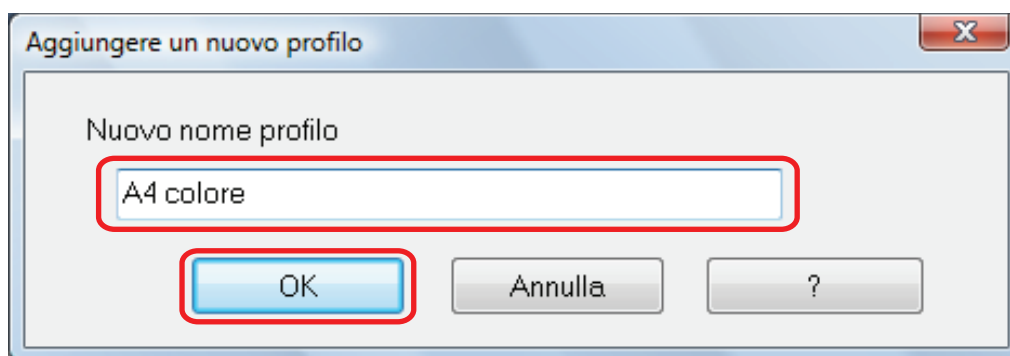 Aggiungere un nuovo profilo
Nuovo nome profilo
A4 colore
OK Annulla ?